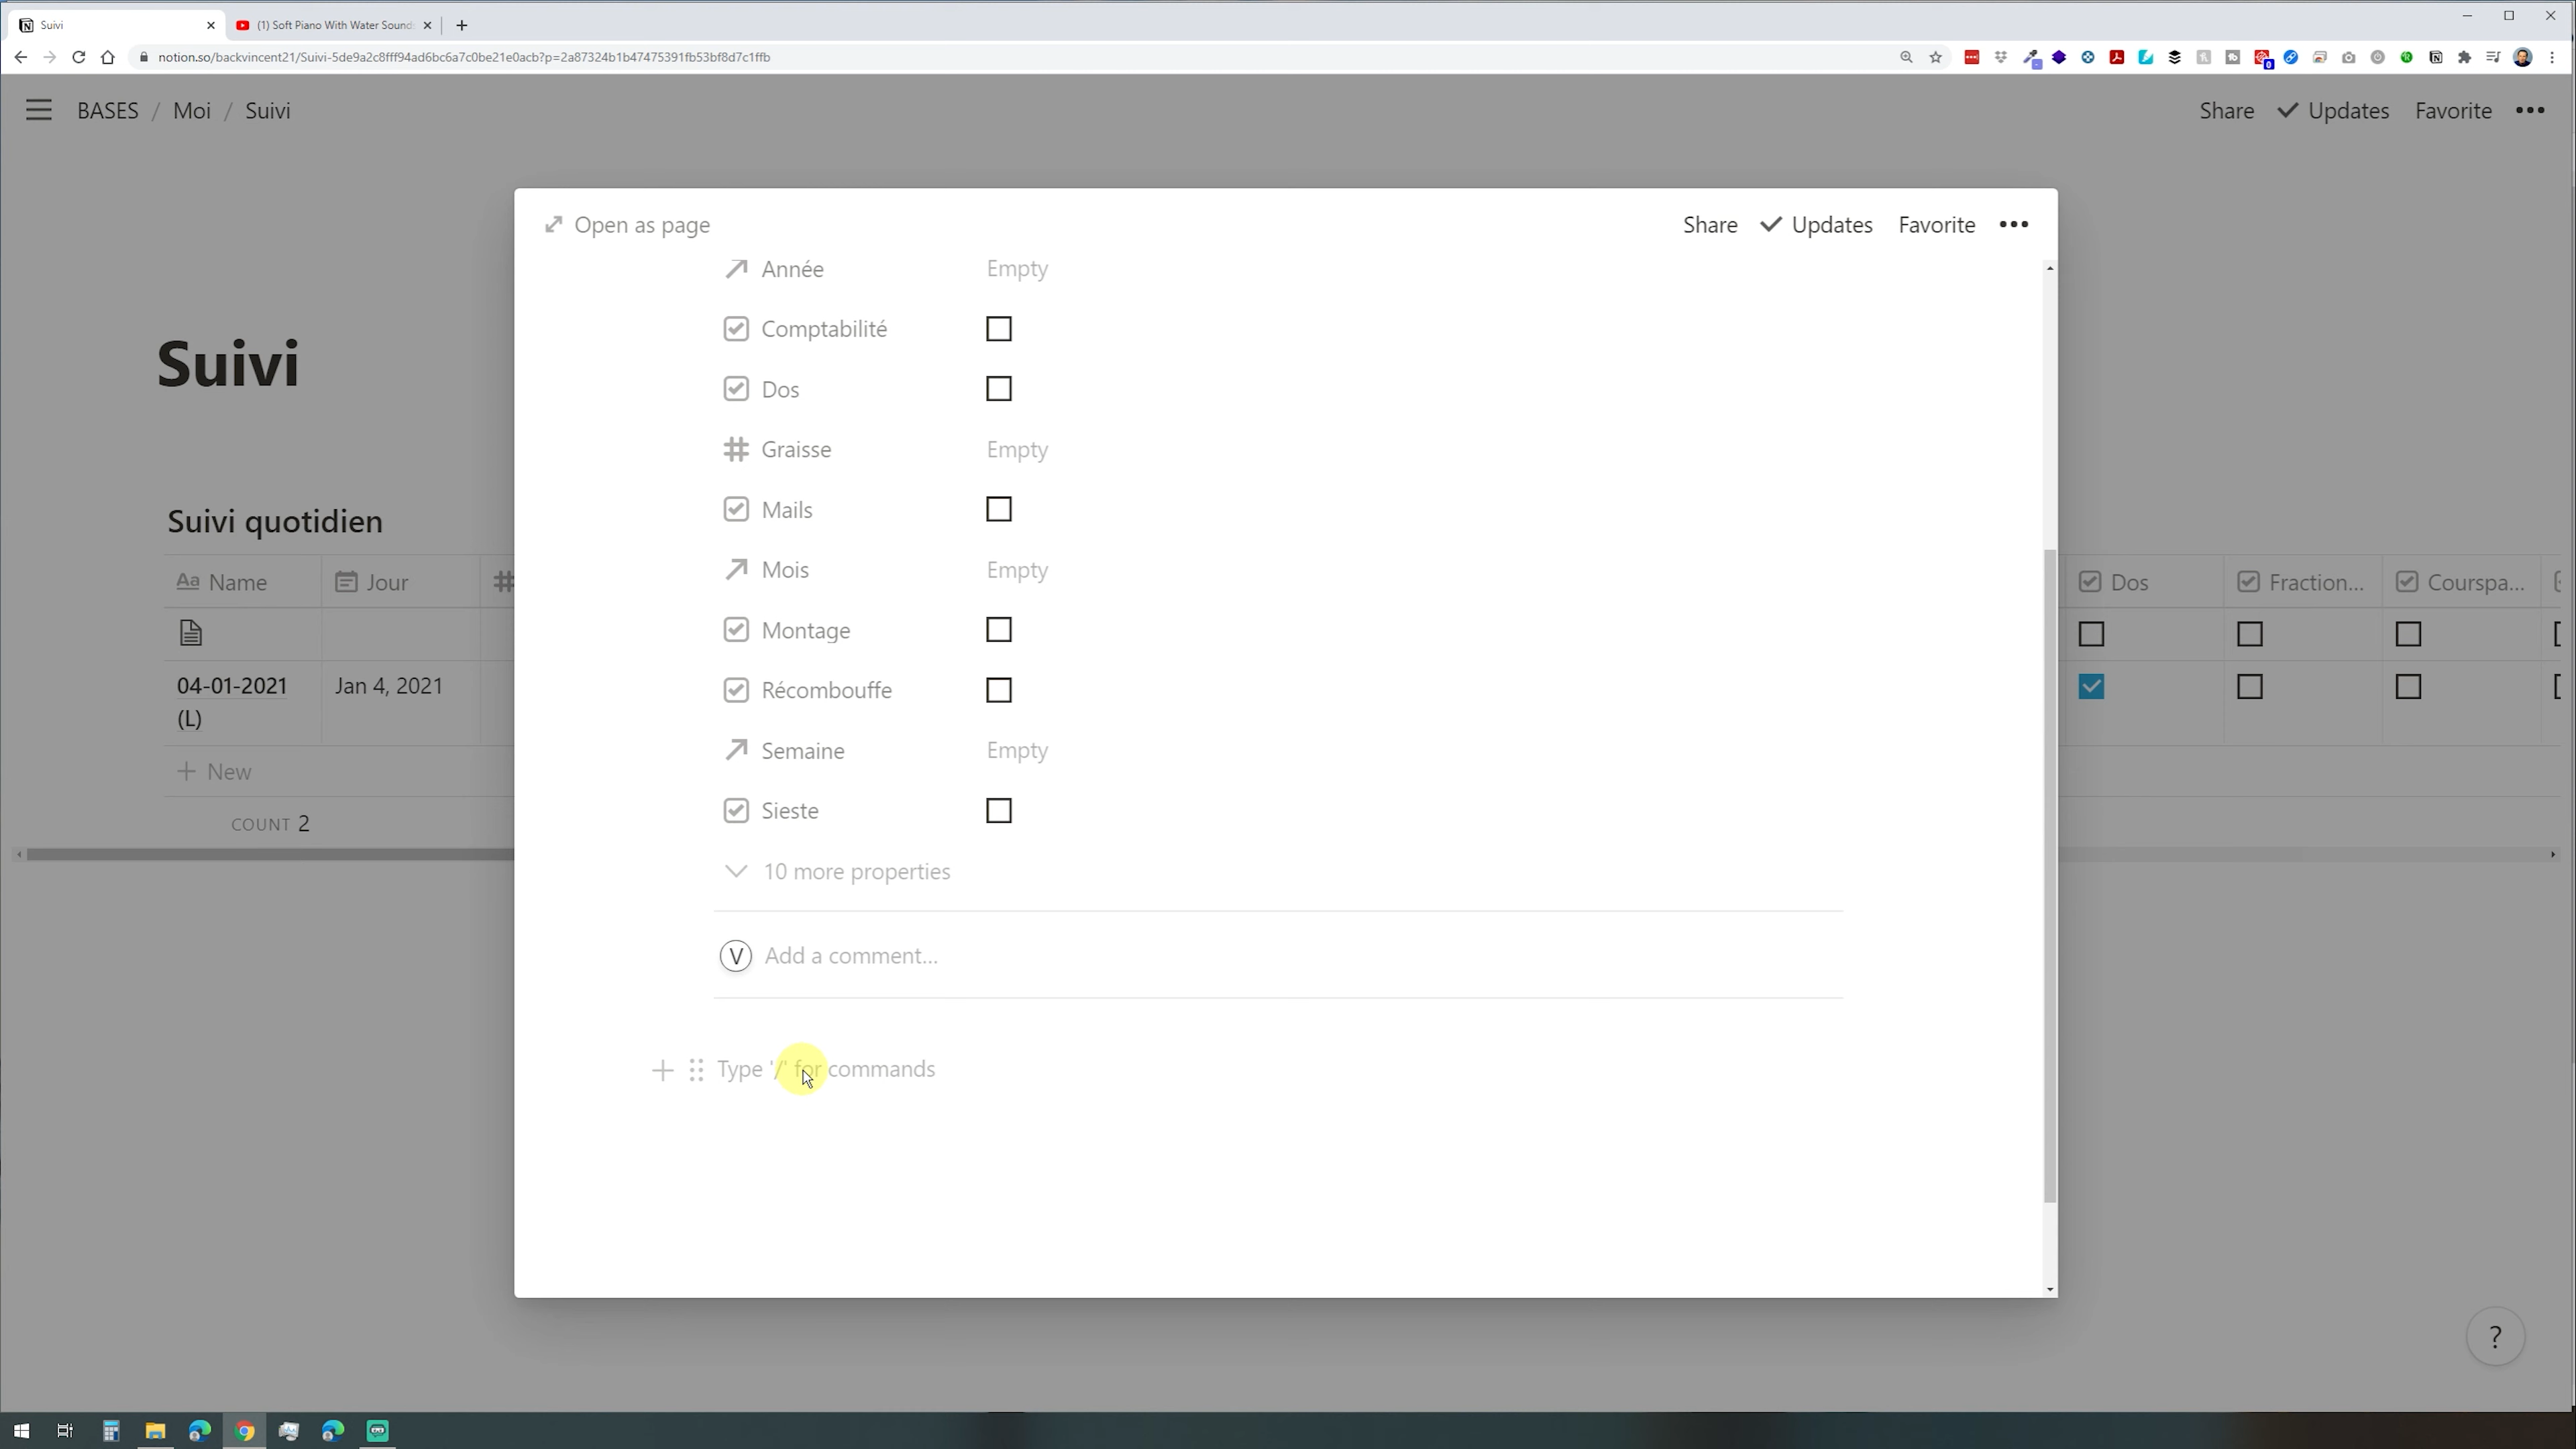 Suivi
(1) Soft Piano With Water Sound
notion.so/backvincent21/Suivi-5de9a2c8fff94ad6bc6a7c0be21e0acb?p=2a87324b1b47475391fb53bf8d7c1ffb
BASES / Moi / Suivi
Share Updates Favorite
Open as page
Share Updates Favorite
Année Empty
Comptabilité
Dos
Graisse Empty
Mails
Mois Empty
Montage
Récombouffe
Semaine Empty
Sieste
10 more properties
V Add a comment...
Type '/' for commands
Suivi
Suivi quotidien
Aa Name Jour
Dos Fraction... Courspa...
04-01-2021 Jan 4, 2021
(L)
New
COUNT 2
?